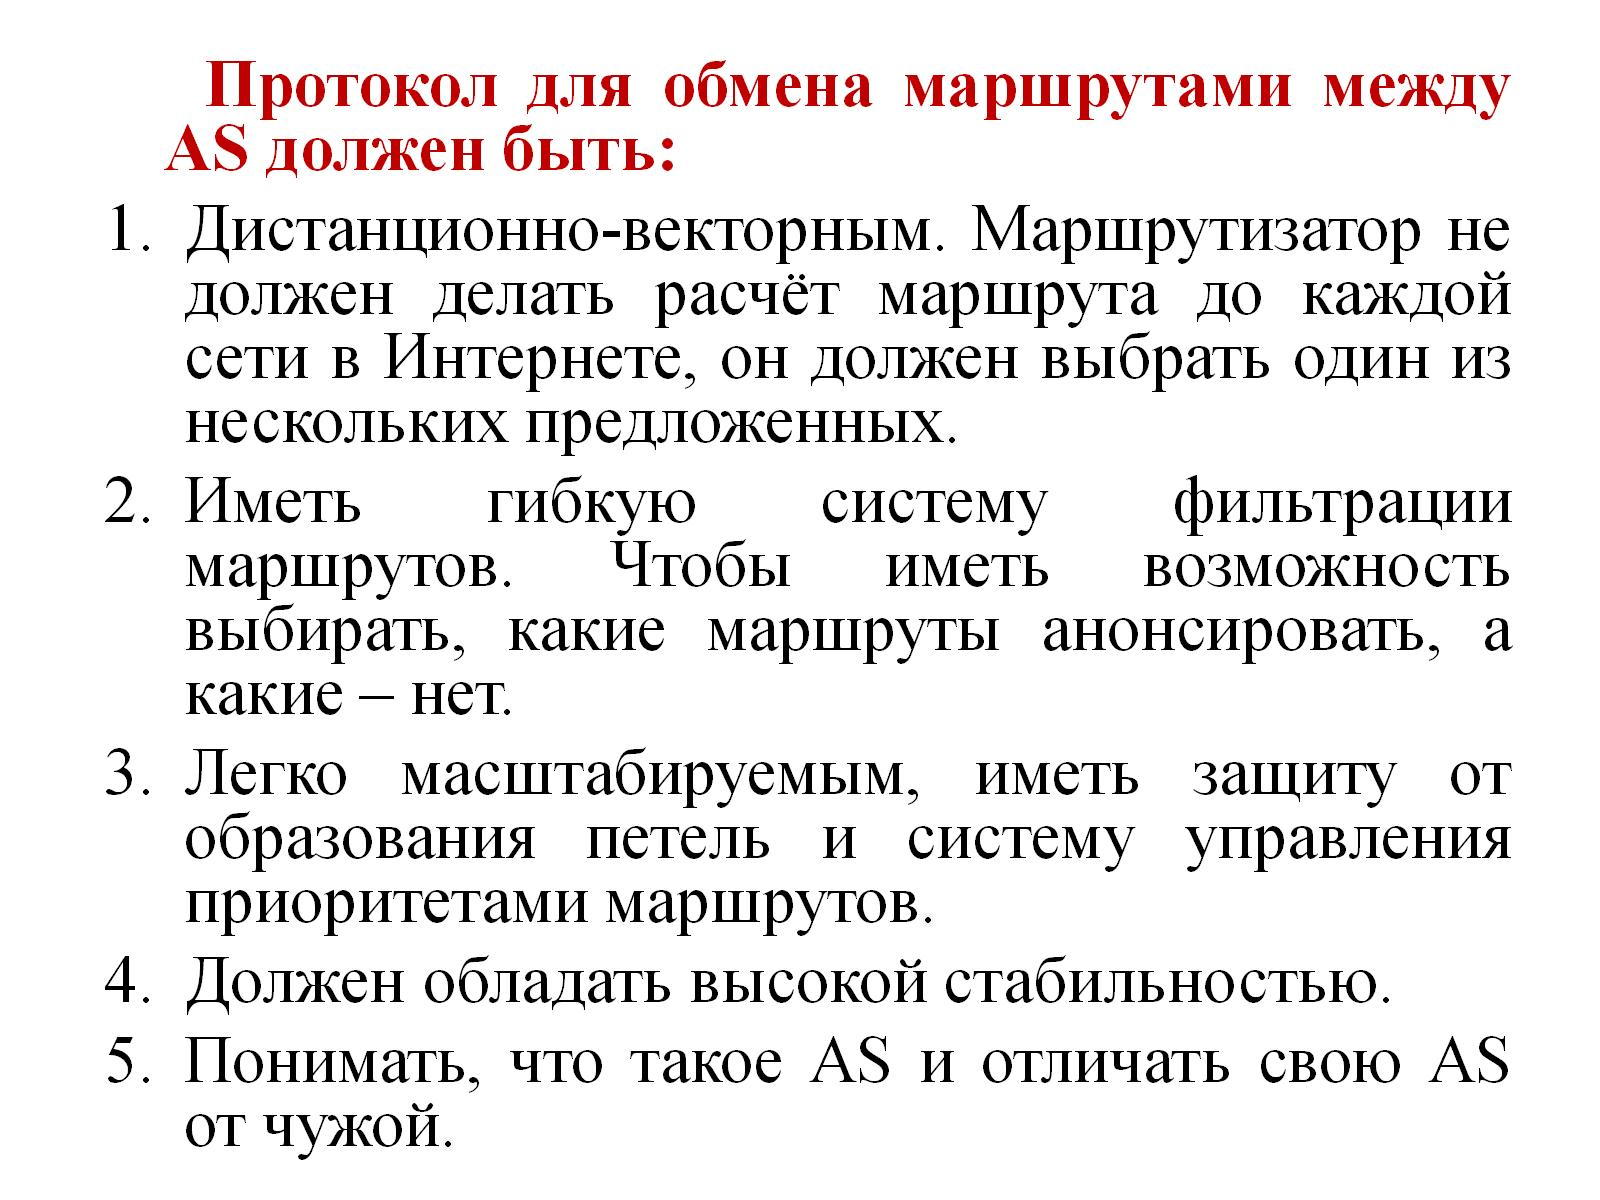 Протокол для обмена маршрутами между
AS должен быть:
1. Дистанционно-векторным. Маршрутизатор не
должен делать расчёт маршрута до каждой
сети в Интернете, он должен выбрать один из
нескольких предложенных.
2. Иметь гибкую систему фильтрации
маршрутов. Чтобы иметь возможность
выбирать, какие маршруты анонсировать, а
какие – нет.
3. Легко масштабируемым, иметь защиту от
образования петель и систему управления
приоритетами маршрутов.
4. Должен обладать высокой стабильностью.
5. Понимать, что такое AS и отличать свою AS
от чужой.